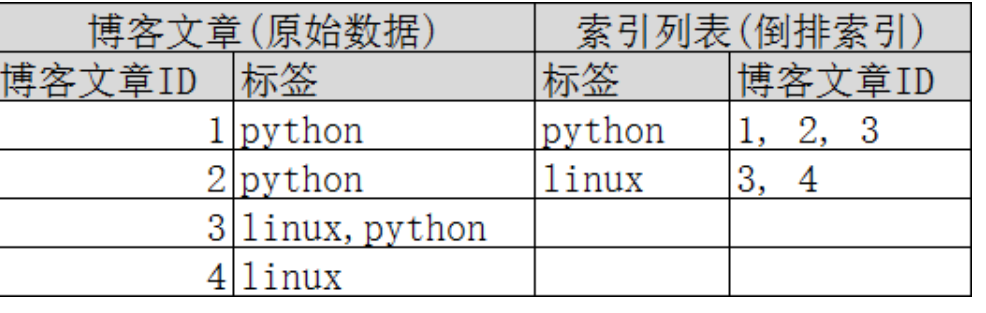 博客文章(原始数据) 索引列表(倒排索引)
博客文章ID 标签 标签 博客文章ID
1 python python 1, 2, 3
2 python linux 3, 4
3 linux,python
4 linux